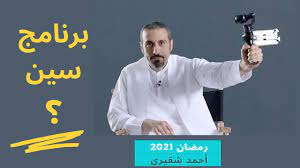 برنامج
سين
؟
رمضان 2021
أحمد شقيري